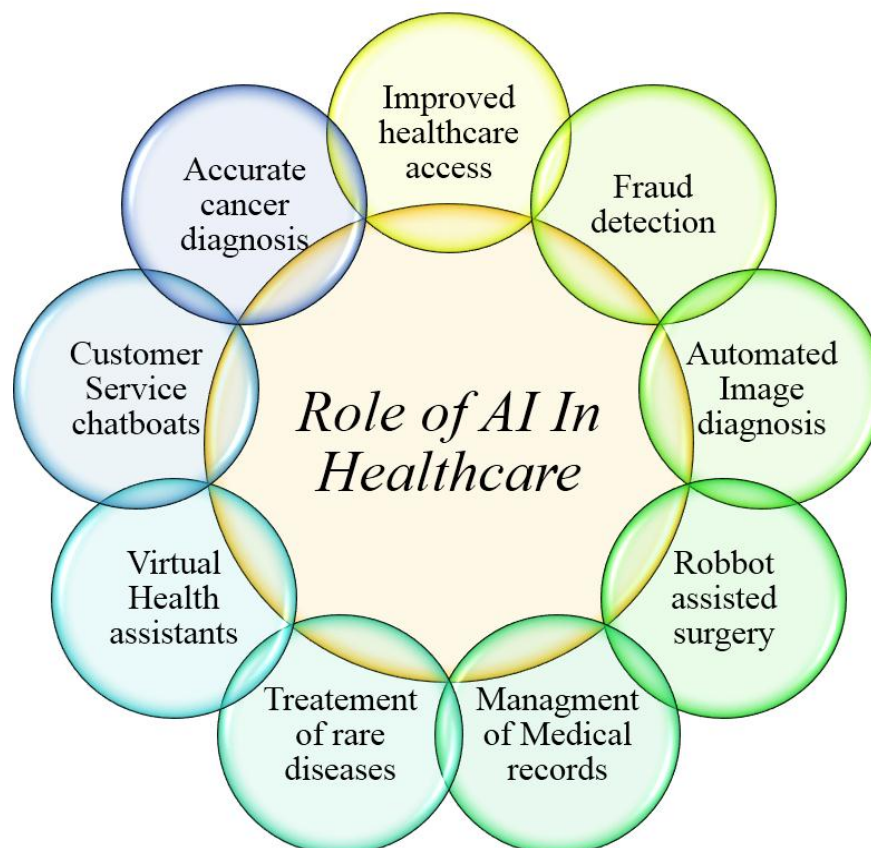 Improved
healthcare
access
Fraud
detection
Automated
Image
diagnosis
Robbot
assisted
surgery
Managment
of Medical
records
Treatement
of rare
diseases
Virtual
Health
assistants
Customer
Service
chatboats
Accurate
cancer
diagnosis
Role of AI In
Healthcare